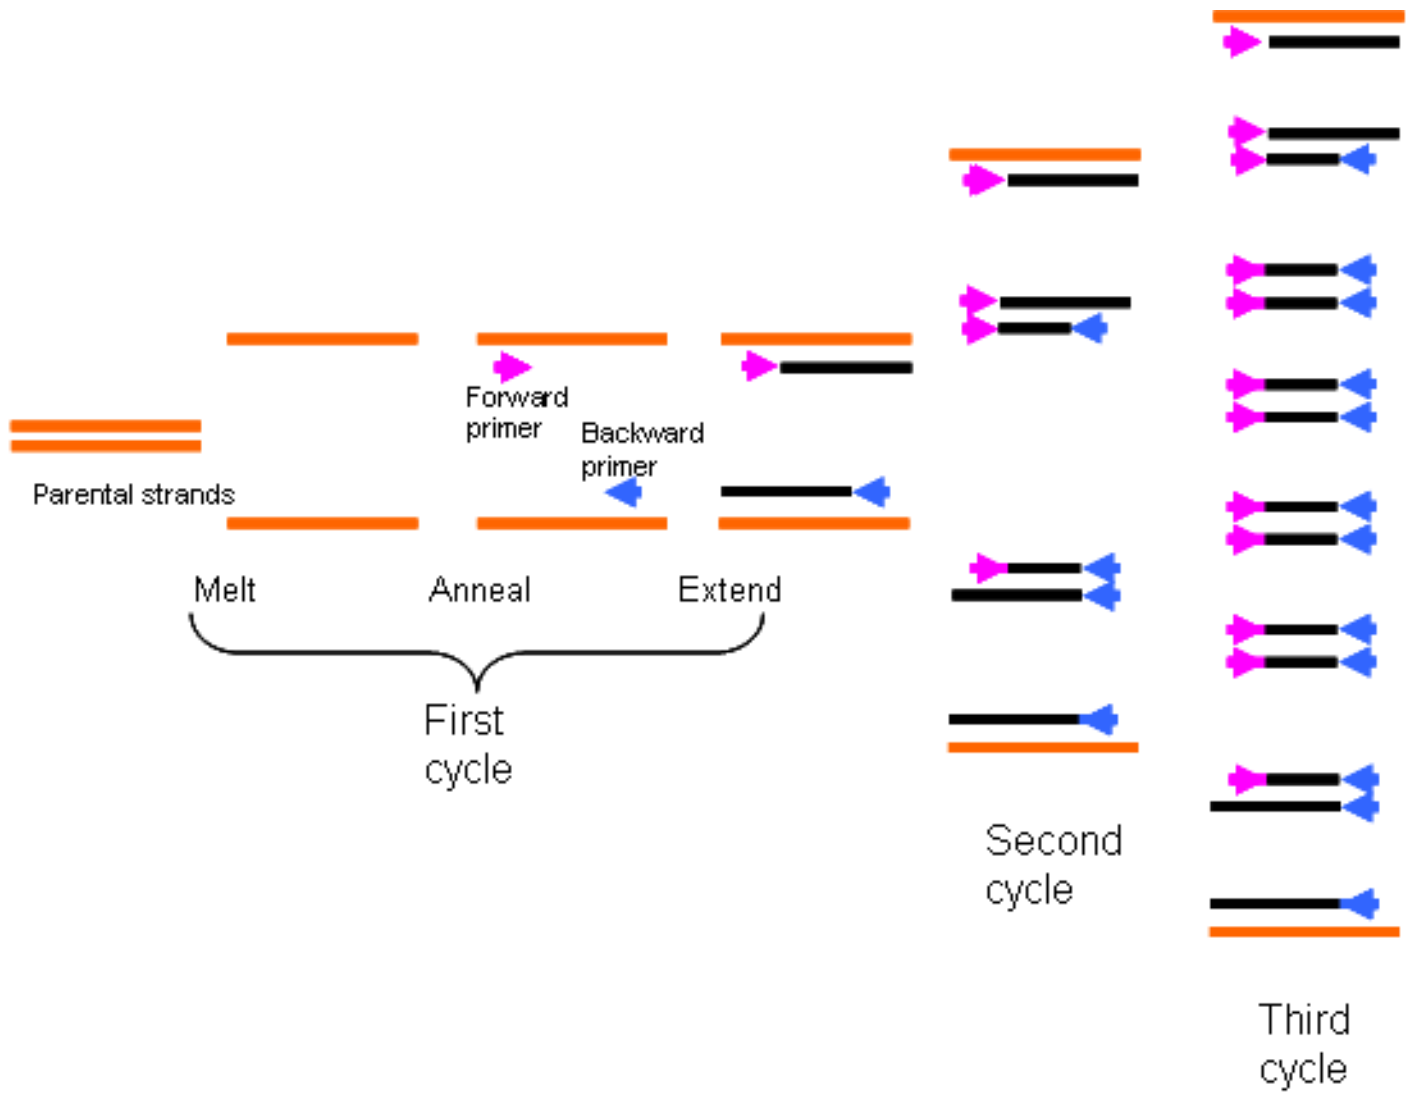 Forward
primer
Backward
primer
Parental strands
Melt
Anneal
Extend
First
cycle
Second
cycle
Third
cycle